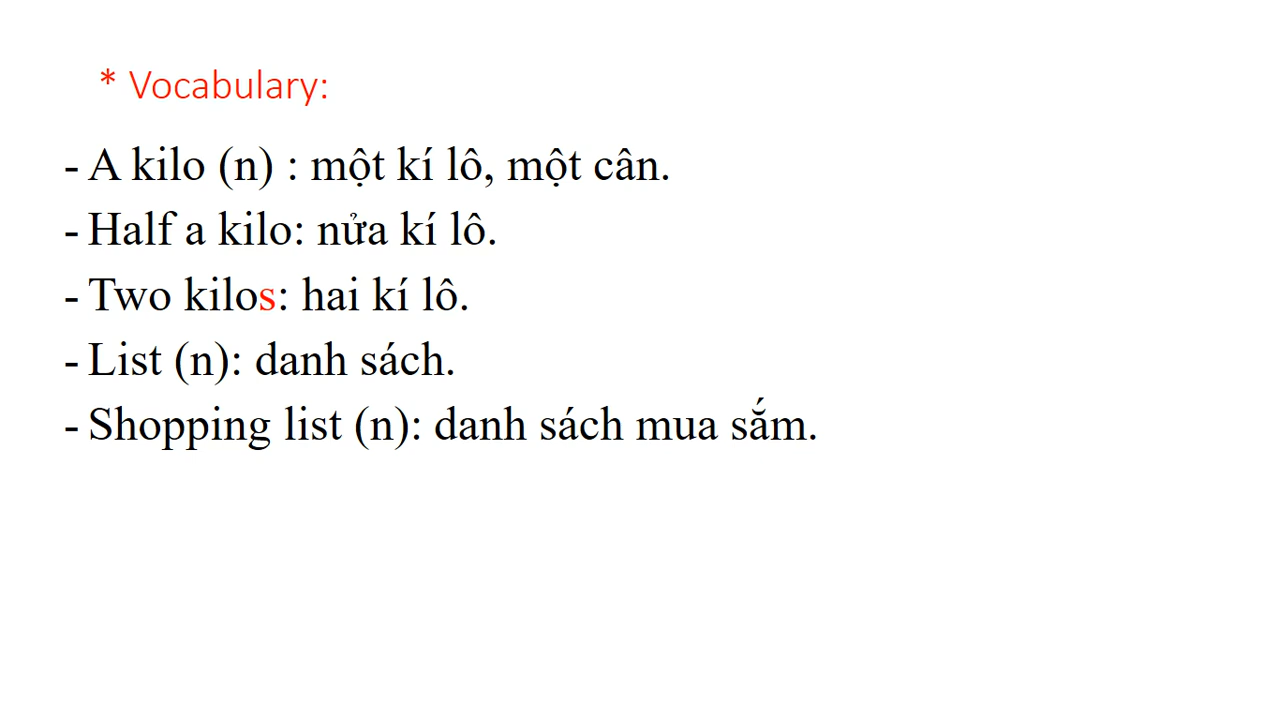 * Vocabulary:
- A kilo (n) : một kí lô, một cân.
- Half a kilo: nửa kí lô.
- Two kilos: hai kí lô.
- List (n): danh sách.
- Shopping list (n): danh sách mua sắm.